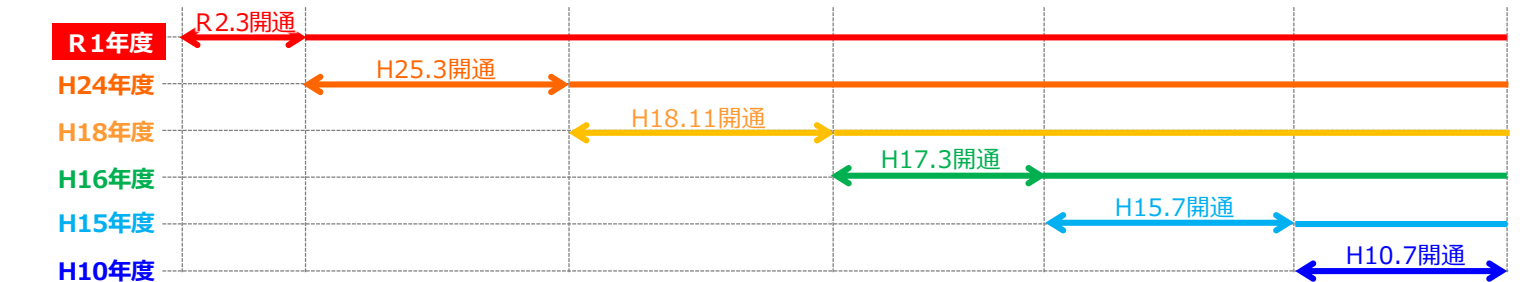 R2.3開通
R1年度
H25.3開通
H24年度
H18.11開通
H18年度
H17.3開通
H16年度
H15.7開通
H15年度
H10.7開通
H10年度